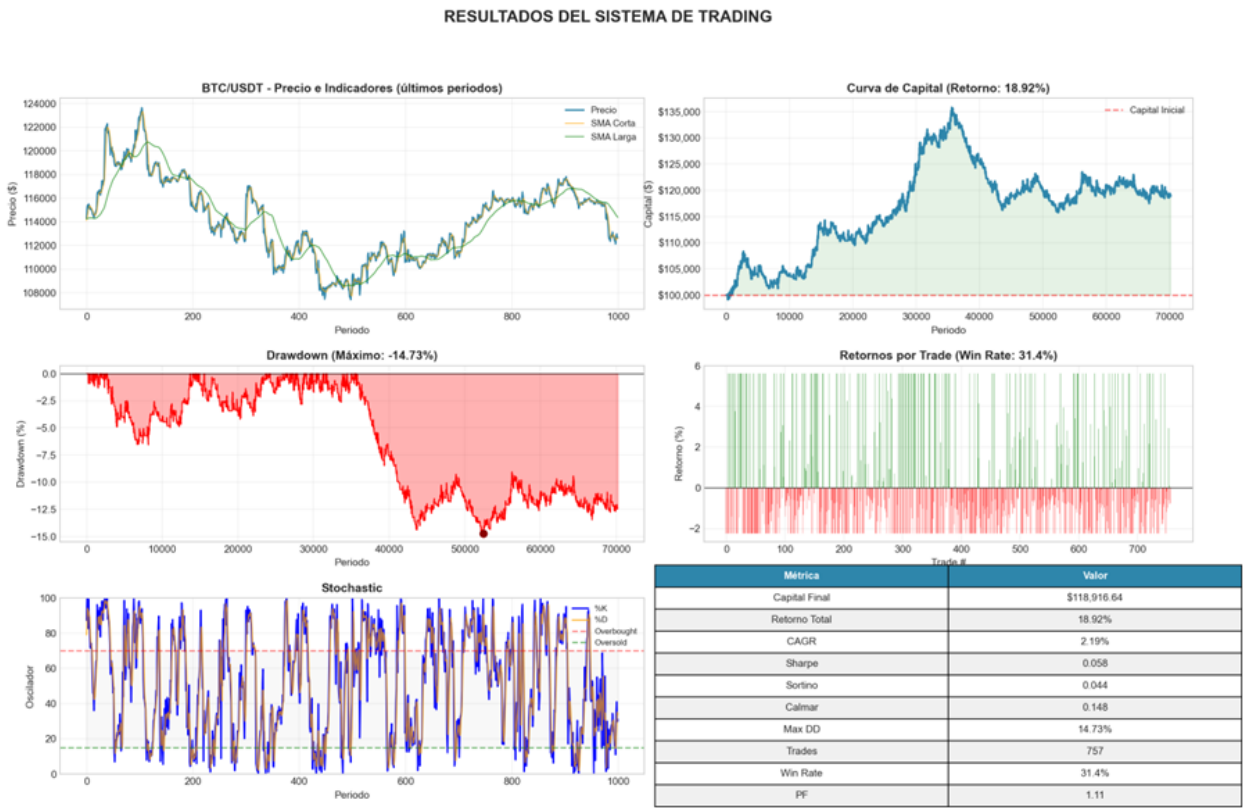 RESULTADOS DEL SISTEMA DE TRADING
BTC/USDT - Precio e Indicadores (últimos periodos)
124000
122000
120000
118000
116000
114000
112000
110000
108000
Precio ($)
Precio
SMA Corta
SMA Larga
0 200 400 600 800 1000
Periodo
Curva de Capital (Retorno: 18.92%)
$135,000
$130,000
$125,000
$120,000
$115,000
$110,000
$105,000
$100,000
Capital ($)
Capital Inicial
0 10000 20000 30000 40000 50000 60000 70000
Periodo
Drawdown (Máximo: -14.73%)
0.0
−2.5
−5.0
−7.5
−10.0
−12.5
−15.0
Drawdown (%)
0 10000 20000 30000 40000 50000 60000 70000
Periodo
Retornos por Trade (Win Rate: 31.4%)
6
4
2
0
−2
Retorno (%)
0 100 200 300 400 500 600 700
Trade #
Stochastic
100
80
60
40
20
0
Oscilador
%K
%D
Overbought
Oversold
0 200 400 600 800 1000
Periodo
Métrica Valor
Capital Final $118,916.64
Retorno Total 18.92%
CAGR 2.19%
Sharpe 0.058
Sortino 0.044
Calmar 0.148
Max DD 14.73%
Trades 757
Win Rate 31.4%
PF 1.11